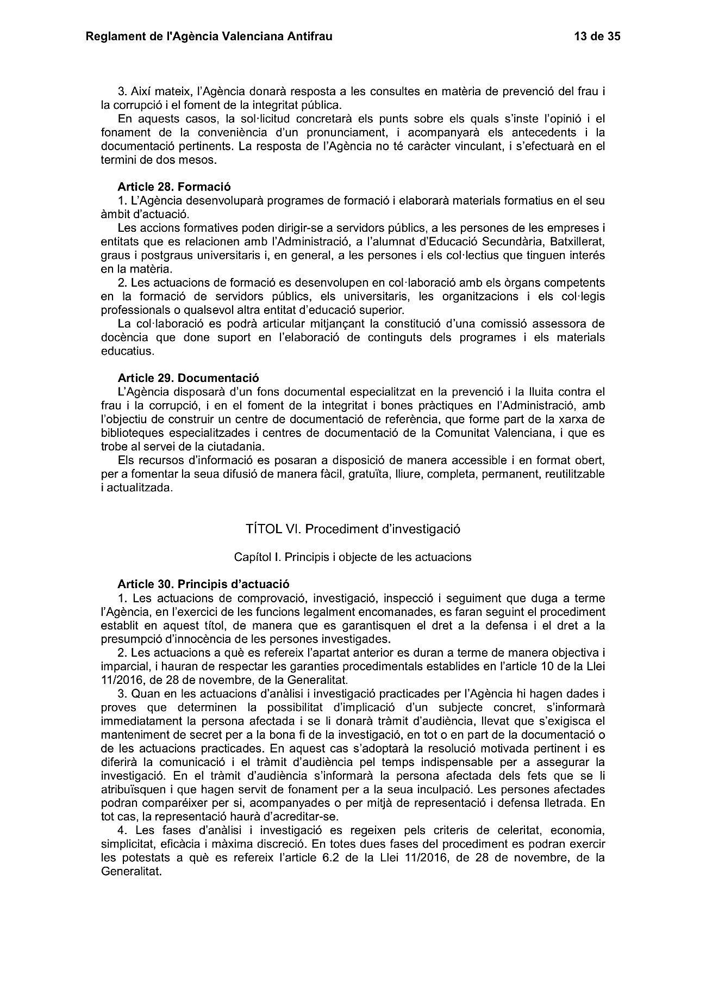 Reglament de l'Agència Valenciana Antifrau 13 de 35
3. Així mateix, l’Agència donarà resposta a les consultes en matèria de prevenció del frau i
la corrupció i el foment de la integritat pública.
En aquests casos, la sol·licitud concretarà els punts sobre els quals s’inste l’opinió i el
fonament de la conveniència d’un pronunciament, i acompanyarà els antecedents i la
documentació pertinents. La resposta de l’Agència no té caràcter vinculant, i s’efectuarà en el
termini de dos mesos.
Article 28. Formació
1. L’Agència desenvoluparà programes de formació i elaborarà materials formatius en el seu
àmbit d’actuació.
Les accions formatives poden dirigir-se a servidors públics, a les persones de les empreses i
entitats que es relacionen amb l’Administració, a l’alumnat d’Educació Secundària, Batxillerat,
graus i postgraus universitaris i, en general, a les persones i els col·lectius que tinguen interés
en la matèria.
2. Les actuacions de formació es desenvolupen en col·laboració amb els òrgans competents
en la formació de servidors públics, els universitaris, les organitzacions i els col·legis
professionals o qualsevol altra entitat d’educació superior.
La col·laboració es podrà articular mitjançant la constitució d’una comissió assessora de
docència que done suport en l’elaboració de continguts dels programes i els materials
educatius.
Article 29. Documentació
L’Agència disposarà d’un fons documental especialitzat en la prevenció i la lluita contra el
frau i la corrupció, i en el foment de la integritat i bones pràctiques en l’Administració, amb
l’objectiu de construir un centre de documentació de referència, que forme part de la xarxa de
biblioteques especialitzades i centres de documentació de la Comunitat Valenciana, i que es
trobe al servei de la ciutadania.
Els recursos d’informació es posaran a disposició de manera accessible i en format obert,
per a fomentar la seua difusió de manera fàcil, gratuïta, lliure, completa, permanent, reutilitzable
i actualitzada.
TÍTOL VI. Procediment d’investigació
Capítol I. Principis i objecte de les actuacions
Article 30. Principis d’actuació
1. Les actuacions de comprovació, investigació, inspecció i seguiment que duga a terme
l’Agència, en l’exercici de les funcions legalment encomanades, es faran seguint el procediment
establit en aquest títol, de manera que es garantisquen el dret a la defensa i el dret a la
presumpció d’innocència de les persones investigades.
2. Les actuacions a què es refereix l’apartat anterior es duran a terme de manera objectiva i
imparcial, i hauran de respectar les garanties procedimentals establides en l’article 10 de la Llei
11/2016, de 28 de novembre, de la Generalitat.
3. Quan en les actuacions d’anàlisi i investigació practicades per l’Agència hi hagen dades i
proves que determinen la possibilitat d’implicació d’un subjecte concret, s’informarà
immediatament la persona afectada i se li donarà tràmit d’audiència, llevat que s’exigisca el
manteniment de secret per a la bona fi de la investigació, en tot o en part de la documentació o
de les actuacions practicades. En aquest cas s’adoptarà la resolució motivada pertinent i es
diferirà la comunicació i el tràmit d’audiència pel temps indispensable per a assegurar la
investigació. En el tràmit d’audiència s’informarà la persona afectada dels fets que se li
atribuïsquen i que hagen servit de fonament per a la seua inculpació. Les persones afectades
podran comparéixer per si, acompanyades o per mitjà de representació i defensa lletrada. En
tot cas, la representació haurà d’acreditar-se.
4. Les fases d’anàlisi i investigació es regeixen pels criteris de celeritat, economia,
simplicitat, eficàcia i màxima discreció. En totes dues fases del procediment es podran exercir
les potestats a què es refereix l’article 6.2 de la Llei 11/2016, de 28 de novembre, de la
Generalitat.